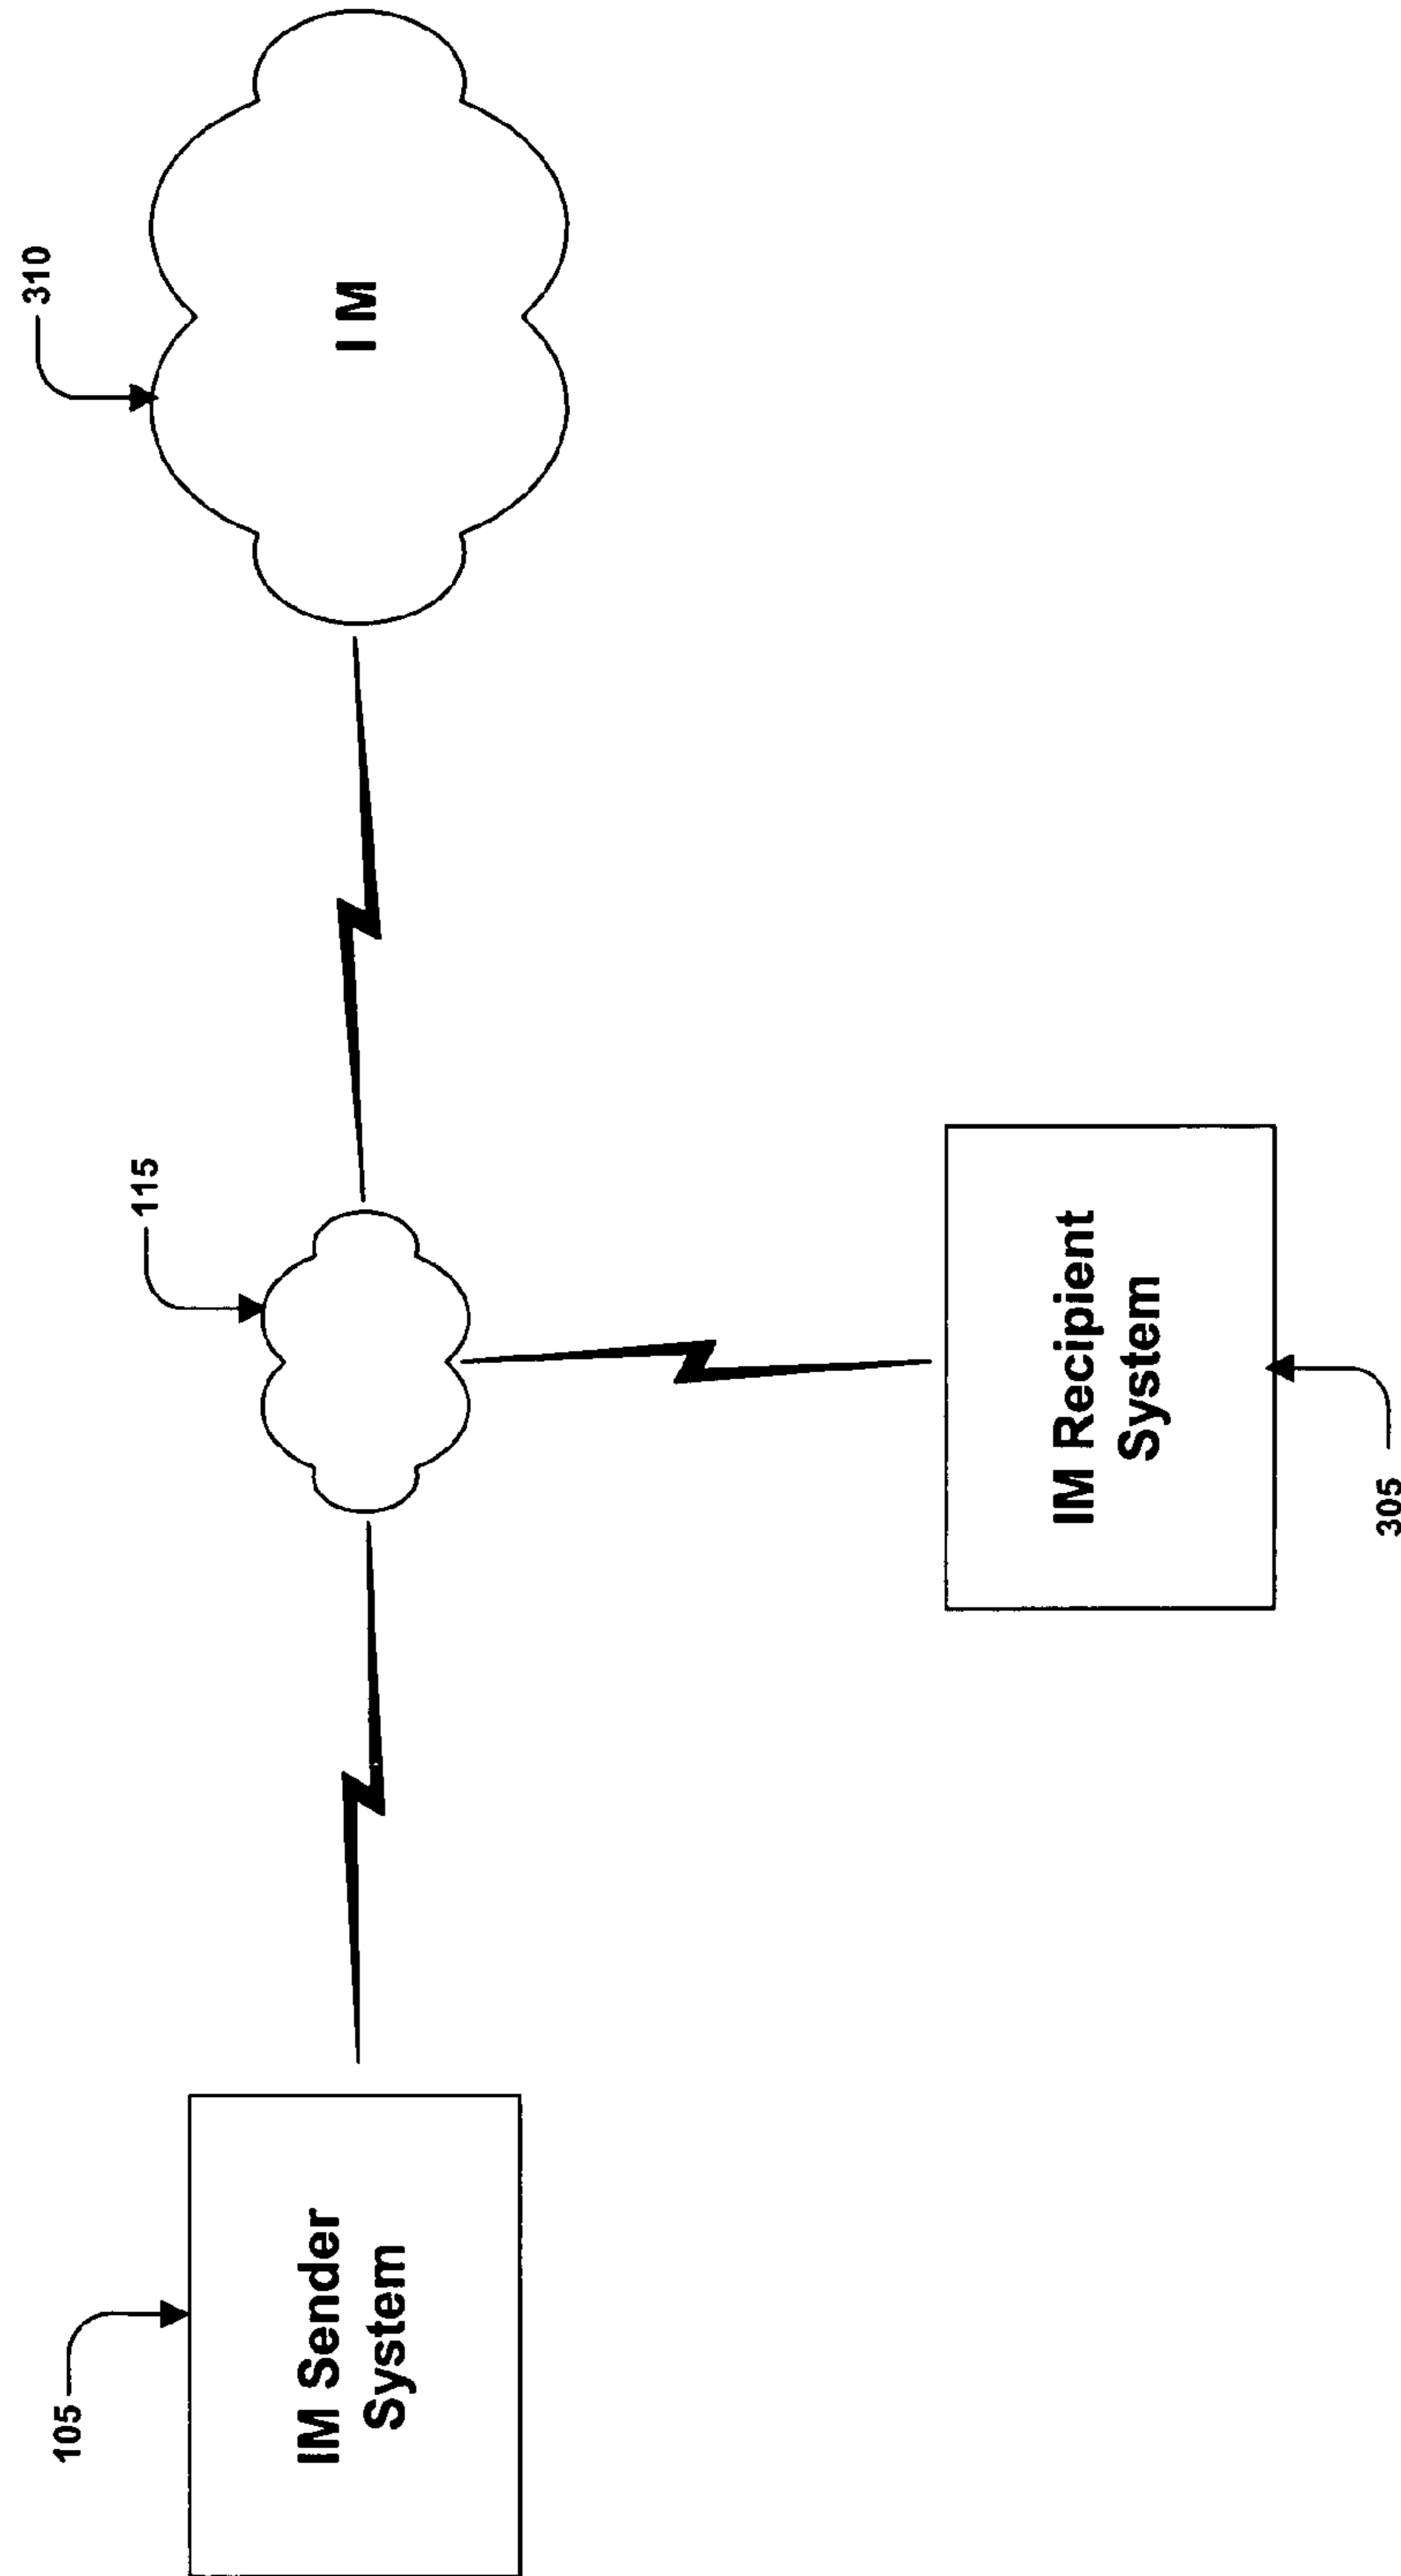 105
IM Sender
System
115
310
I M
IM Recipient
System
305